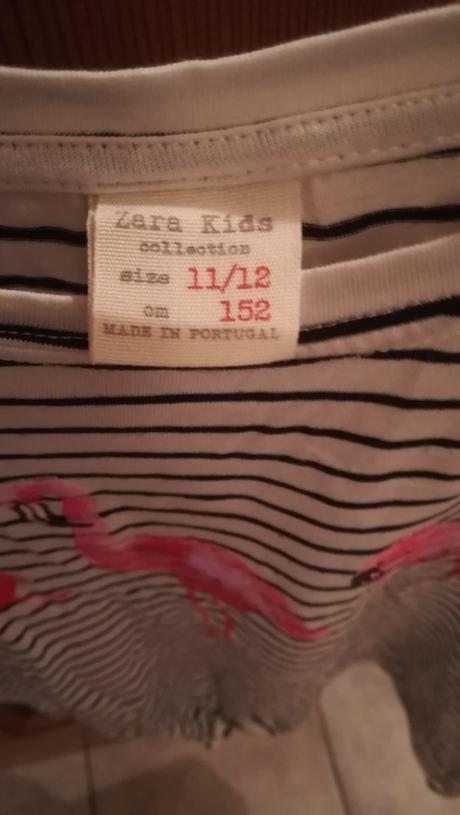 Zara Kids
collection
size 11/12
cm 152
MADE IN PORTUGAL